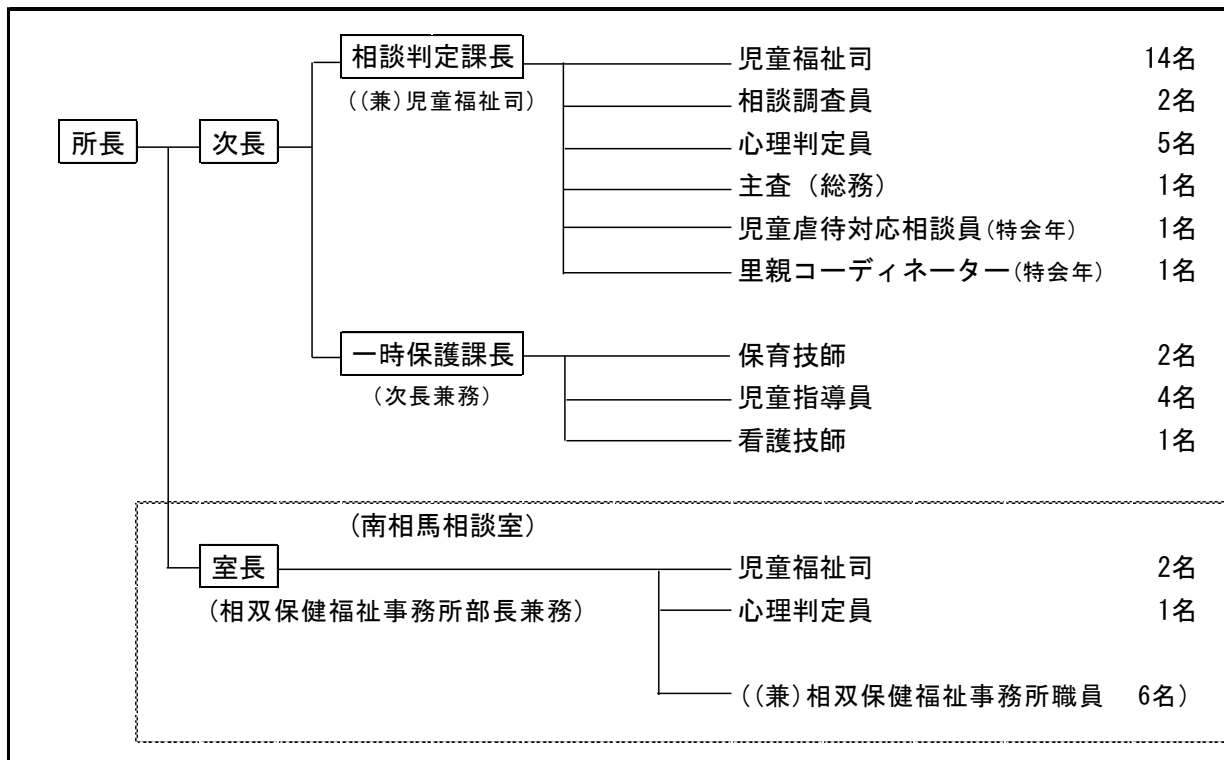 相談判定課長 児童福祉司 14名
((兼)児童福祉司) 相談調査員 2名
所長 次長 心理判定員 5名
主査（総務） 1名
児童虐待対応相談員(特会年) 1名
里親コーディネーター(特会年) 1名
一時保護課長 保育技師 2名
(次長兼務) 児童指導員 4名
看護技師 1名
(南相馬相談室)
室長 児童福祉司 2名
(相双保健福祉事務所部長兼務) 心理判定員 1名
((兼)相双保健福祉事務所職員 6名)